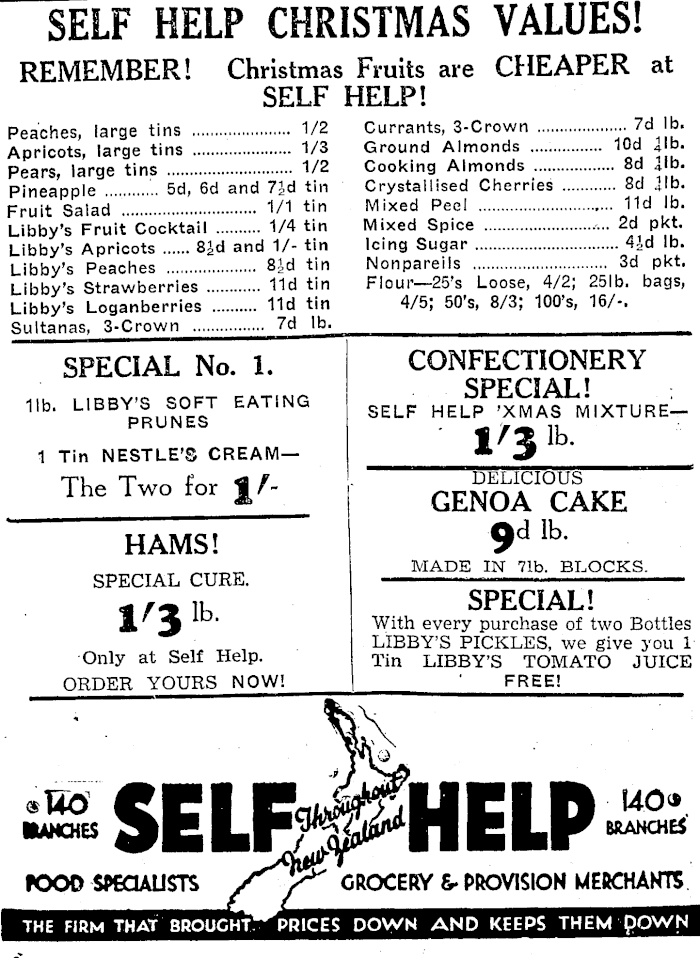 SELF HELP CHRISTMAS VALUES!
REMEMBER! Christmas Fruits are CHEAPER at
SELF HELP!
Peaches, large tins ...................... 1/2
Apricots, large tins ...................... 1/3
Pears, large tins ............................ 1/2
Pineapple ............ 5d, 6d and 7½d tin
Fruit Salad .............................. 1/1 tin
Libby's Fruit Cocktail ........... 1/4 tin
Libby's Apricots ...... 8½d and 1/- tin
Libby's Peaches .................... 8½d tin
Libby's Strawberries ............ 11d tin
Libby's Loganberries .......... 11d tin
Sultanas, 3-Crown ................ 7d lb.
Currants, 3-Crown .................... 7d lb.
Ground Almonds ................ 10d ¼lb.
Cooking Almonds .................. 8d ¼lb.
Crystallised Cherries ............ 8d ¼lb.
Mixed Peel ............................. 11d lb.
Mixed Spice ............................ 2d pkt.
Icing Sugar ................................ 4½d lb.
Nonpareils .............................. 3d pkt.
Flour—25's Loose, 4/2; 25lb. bags,
4/5; 50's, 8/3; 100's, 16/-.
SPECIAL No. 1.
1lb. LIBBY'S SOFT EATING
PRUNES
1 Tin NESTLE'S CREAM—
The Two for 1/-
HAMS!
SPECIAL CURE.
1/3 lb.
Only at Self Help.
ORDER YOURS NOW!
CONFECTIONERY
SPECIAL!
SELF HELP 'XMAS MIXTURE—
1/3 lb.
DELICIOUS
GENOA CAKE
9d lb.
MADE IN 7lb. BLOCKS.
SPECIAL!
With every purchase of two Bottles
LIBBY'S PICKLES, we give you 1
Tin LIBBY'S TOMATO JUICE
FREE!
140
BRANCHES
SELF HELP
Throughout
New Zealand
140
BRANCHES
FOOD SPECIALISTS
GROCERY & PROVISION MERCHANTS
THE FIRM THAT BROUGHT PRICES DOWN AND KEEPS THEM DOWN